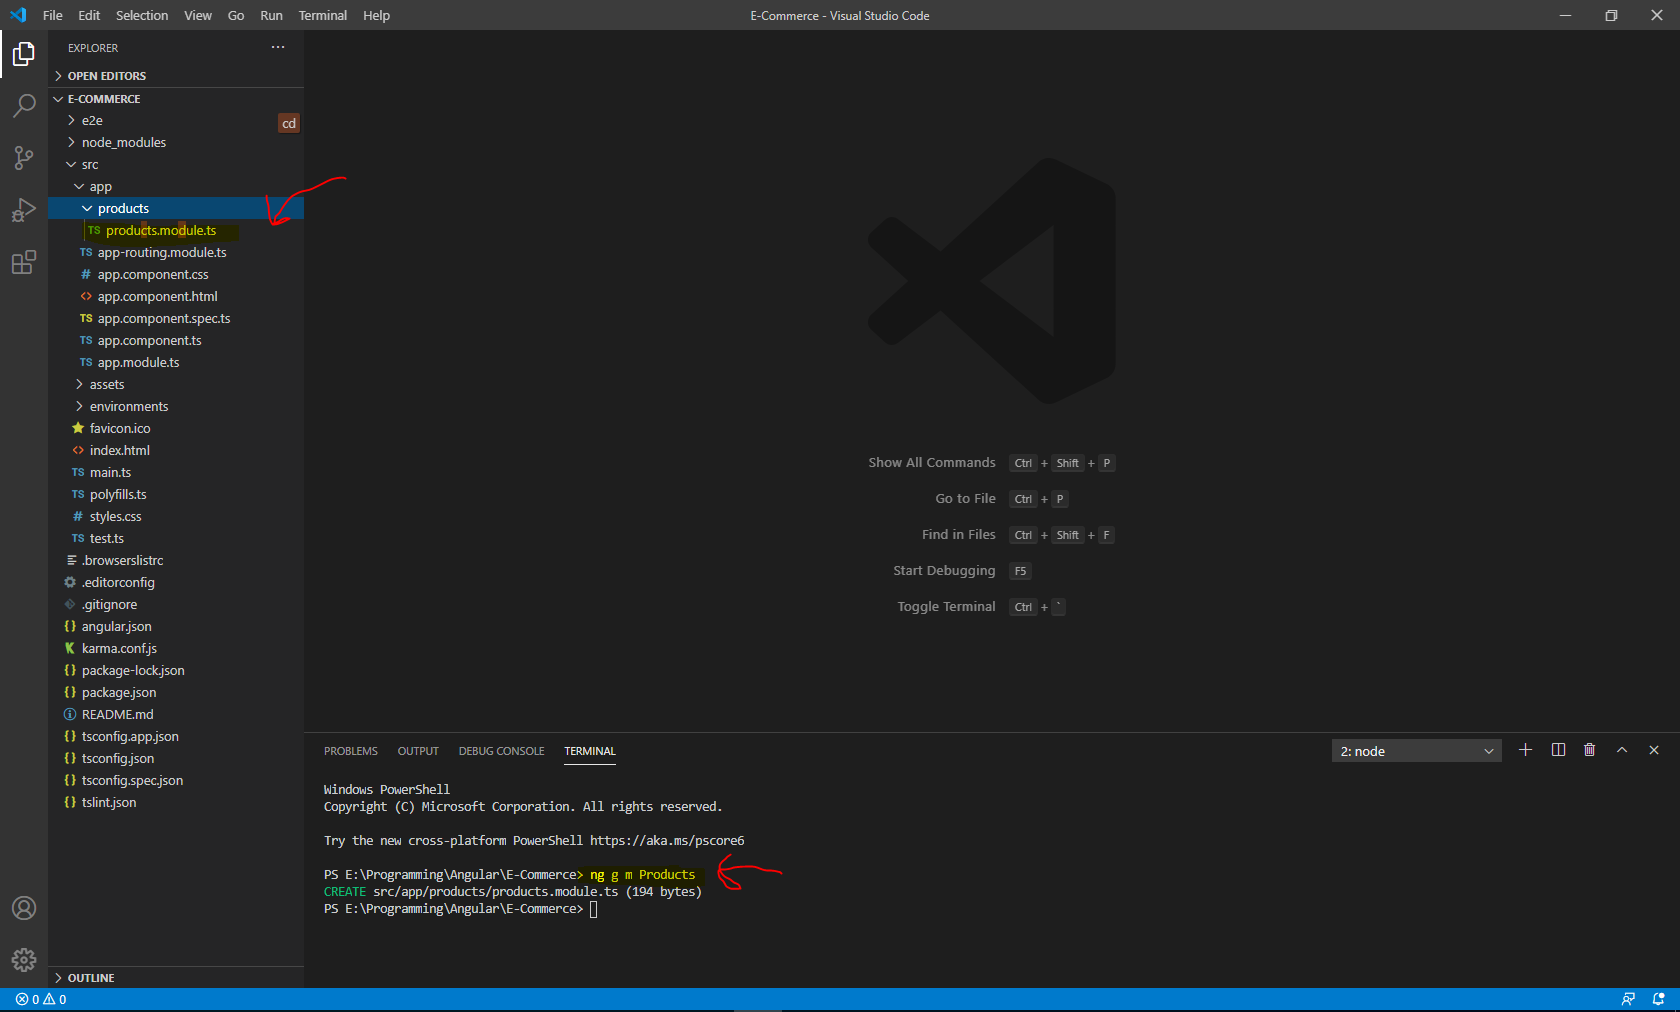 File Edit Selection View Go Run Terminal Help
E-Commerce - Visual Studio Code
EXPLORER
OPEN EDITORS
E-COMMERCE
e2e
cd
node_modules
src
app
products
TS products.module.ts
TS app-routing.module.ts
# app.component.css
<> app.component.html
TS app.component.spec.ts
TS app.component.ts
TS app.module.ts
assets
environments
favicon.ico
<> index.html
TS main.ts
TS polyfills.ts
# styles.css
TS test.ts
.browserslistrc
.editorconfig
.gitignore
{} angular.json
karma.conf.js
{} package-lock.json
{} package.json
README.md
{} tsconfig.app.json
{} tsconfig.json
{} tsconfig.spec.json
{} tslint.json
OUTLINE
Show All Commands Ctrl + Shift + P
Go to File Ctrl + P
Find in Files Ctrl + Shift + F
Start Debugging F5
Toggle Terminal Ctrl + `
PROBLEMS OUTPUT DEBUG CONSOLE TERMINAL
2: node
Windows PowerShell
Copyright (C) Microsoft Corporation. All rights reserved.
Try the new cross-platform PowerShell https://aka.ms/pscore6
PS E:\Programming\Angular\E-Commerce> ng g m Products
CREATE src/app/products/products.module.ts (194 bytes)
PS E:\Programming\Angular\E-Commerce>
0 0